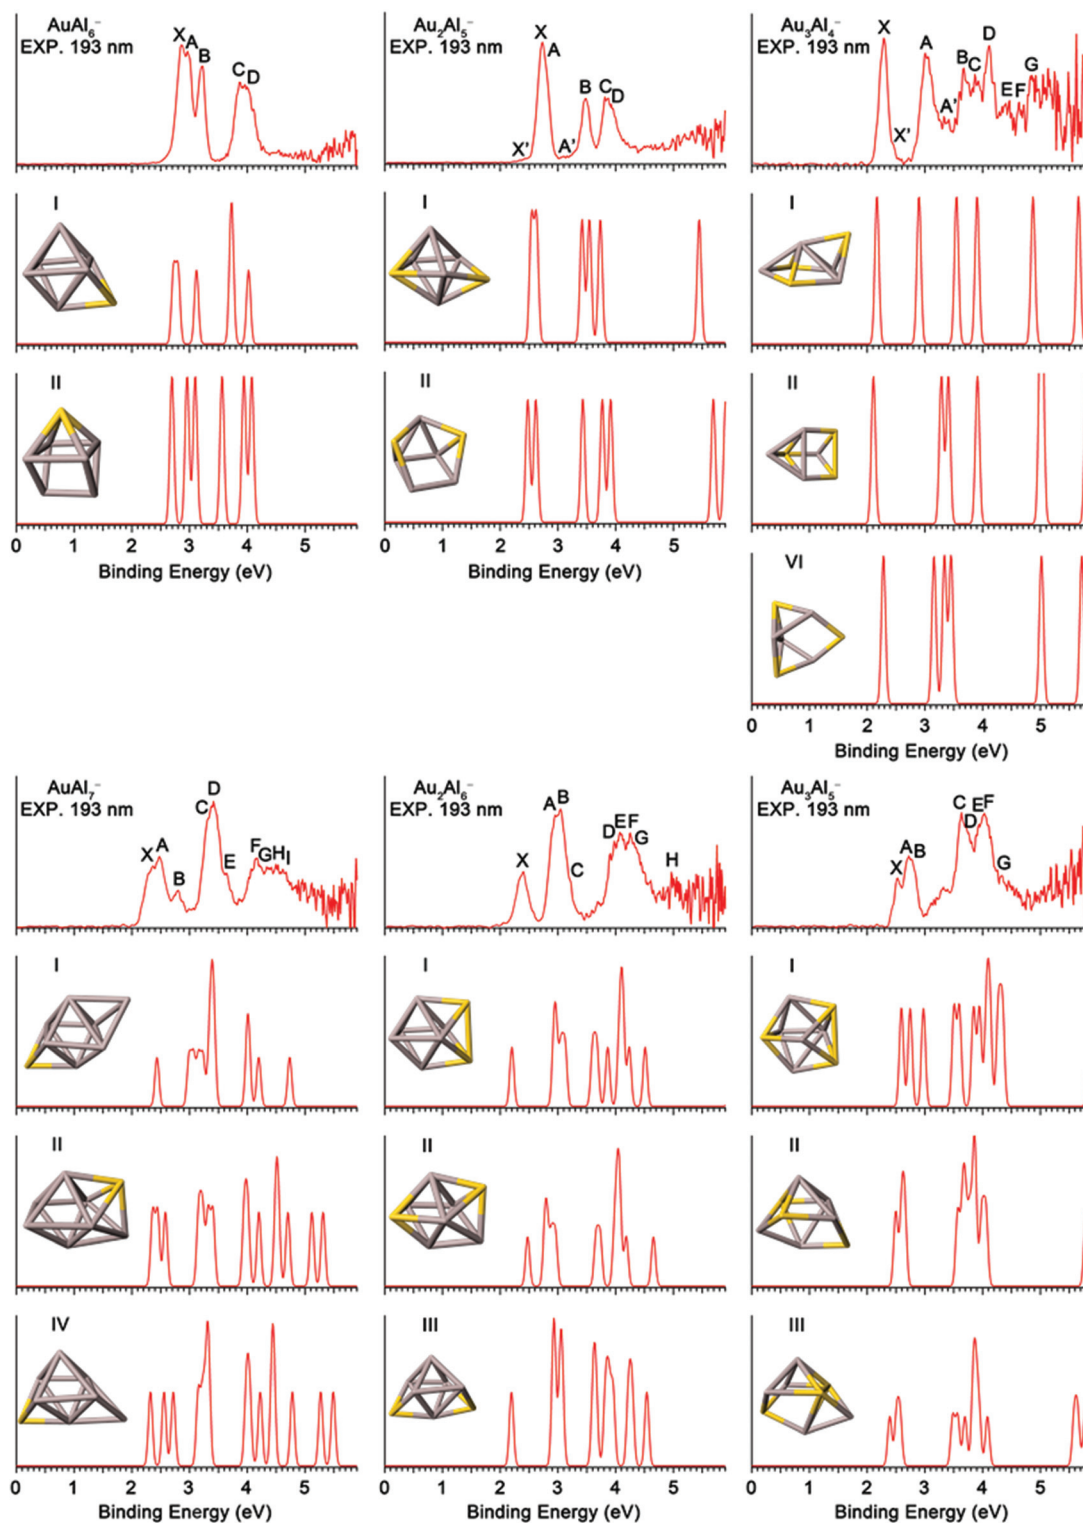 AuAl₆⁻
EXP. 193 nm
X A B C D
Au₂Al₅⁻
EXP. 193 nm
X' X A A' B C D
Au₃Al₄⁻
EXP. 193 nm
X X' A A' B C D E F G
I
I
I
II
II
II
0 1 2 3 4 5
Binding Energy (eV)
0 1 2 3 4 5
Binding Energy (eV)
VI
0 1 2 3 4 5
Binding Energy (eV)
AuAl₇⁻
EXP. 193 nm
X A B C D E F G H I
Au₂Al₆⁻
EXP. 193 nm
X A B C D E F G H
Au₃Al₅⁻
EXP. 193 nm
X A B C D E F G
I
I
I
II
II
II
IV
III
III
0 1 2 3 4 5
Binding Energy (eV)
0 1 2 3 4 5
Binding Energy (eV)
0 1 2 3 4 5
Binding Energy (eV)